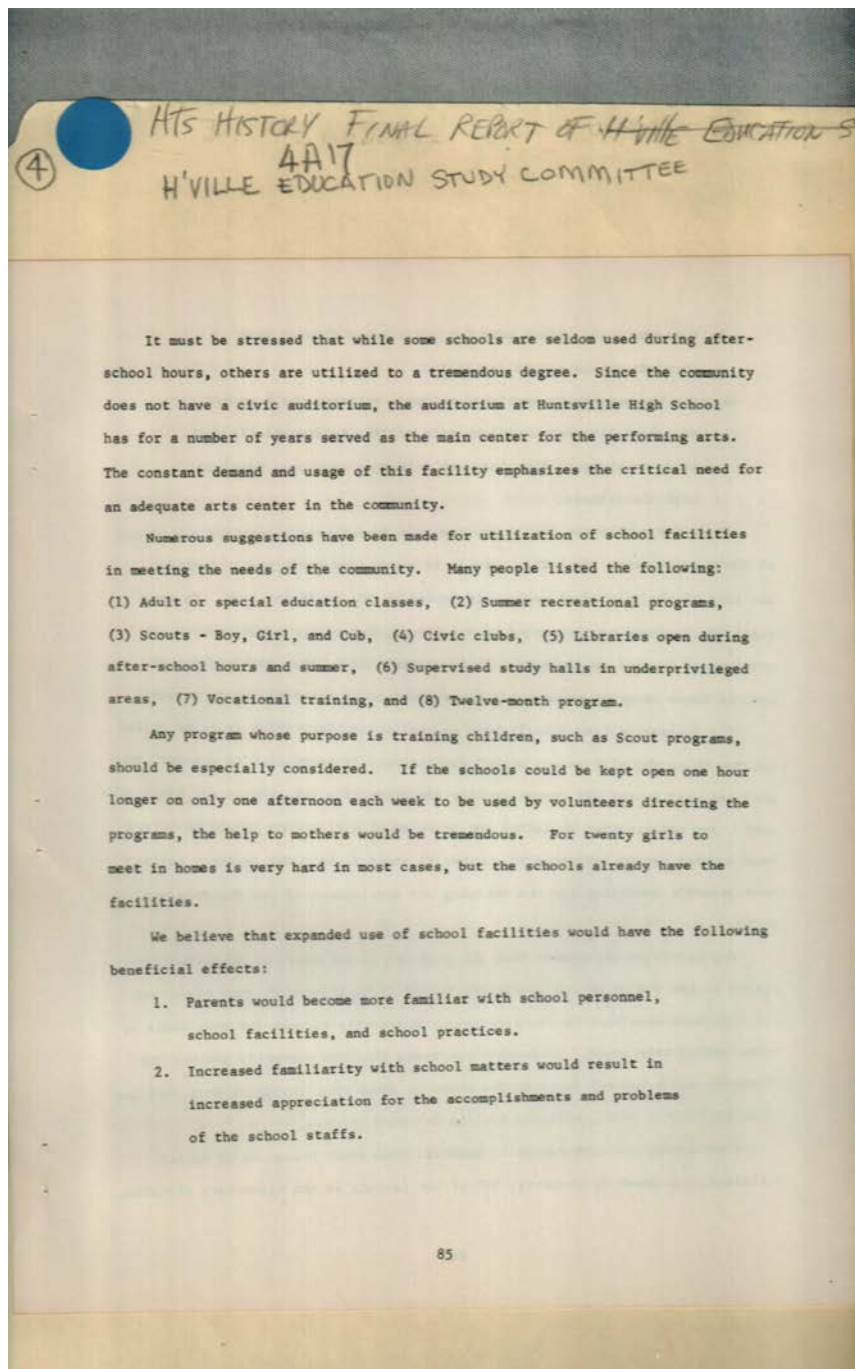 HTS HISTORY FINAL REPORT OF H'ville EDUCATION S
4A17
④
H'VILLE EDUCATION STUDY COMMITTEE
It must be stressed that while some schools are seldom used during after-
school hours, others are utilized to a tremendous degree. Since the community
does not have a civic auditorium, the auditorium at Huntsville High School
has for a number of years served as the main center for the performing arts.
The constant demand and usage of this facility emphasizes the critical need for
an adequate arts center in the community.
Numerous suggestions have been made for utilization of school facilities
in meeting the needs of the community. Many people listed the following:
(1) Adult or special education classes, (2) Summer recreational programs,
(3) Scouts - Boy, Girl, and Cub, (4) Civic clubs, (5) Libraries open during
after-school hours and summer, (6) Supervised study halls in underprivileged
areas, (7) Vocational training, and (8) Twelve-month program.
Any program whose purpose is training children, such as Scout programs,
should be especially considered. If the schools could be kept open one hour
longer on only one afternoon each week to be used by volunteers directing the
programs, the help to mothers would be tremendous. For twenty girls to
meet in homes is very hard in most cases, but the schools already have the
facilities.
We believe that expanded use of school facilities would have the following
beneficial effects:
1. Parents would become more familiar with school personnel,
school facilities, and school practices.
2. Increased familiarity with school matters would result in
increased appreciation for the accomplishments and problems
of the school staffs.
85